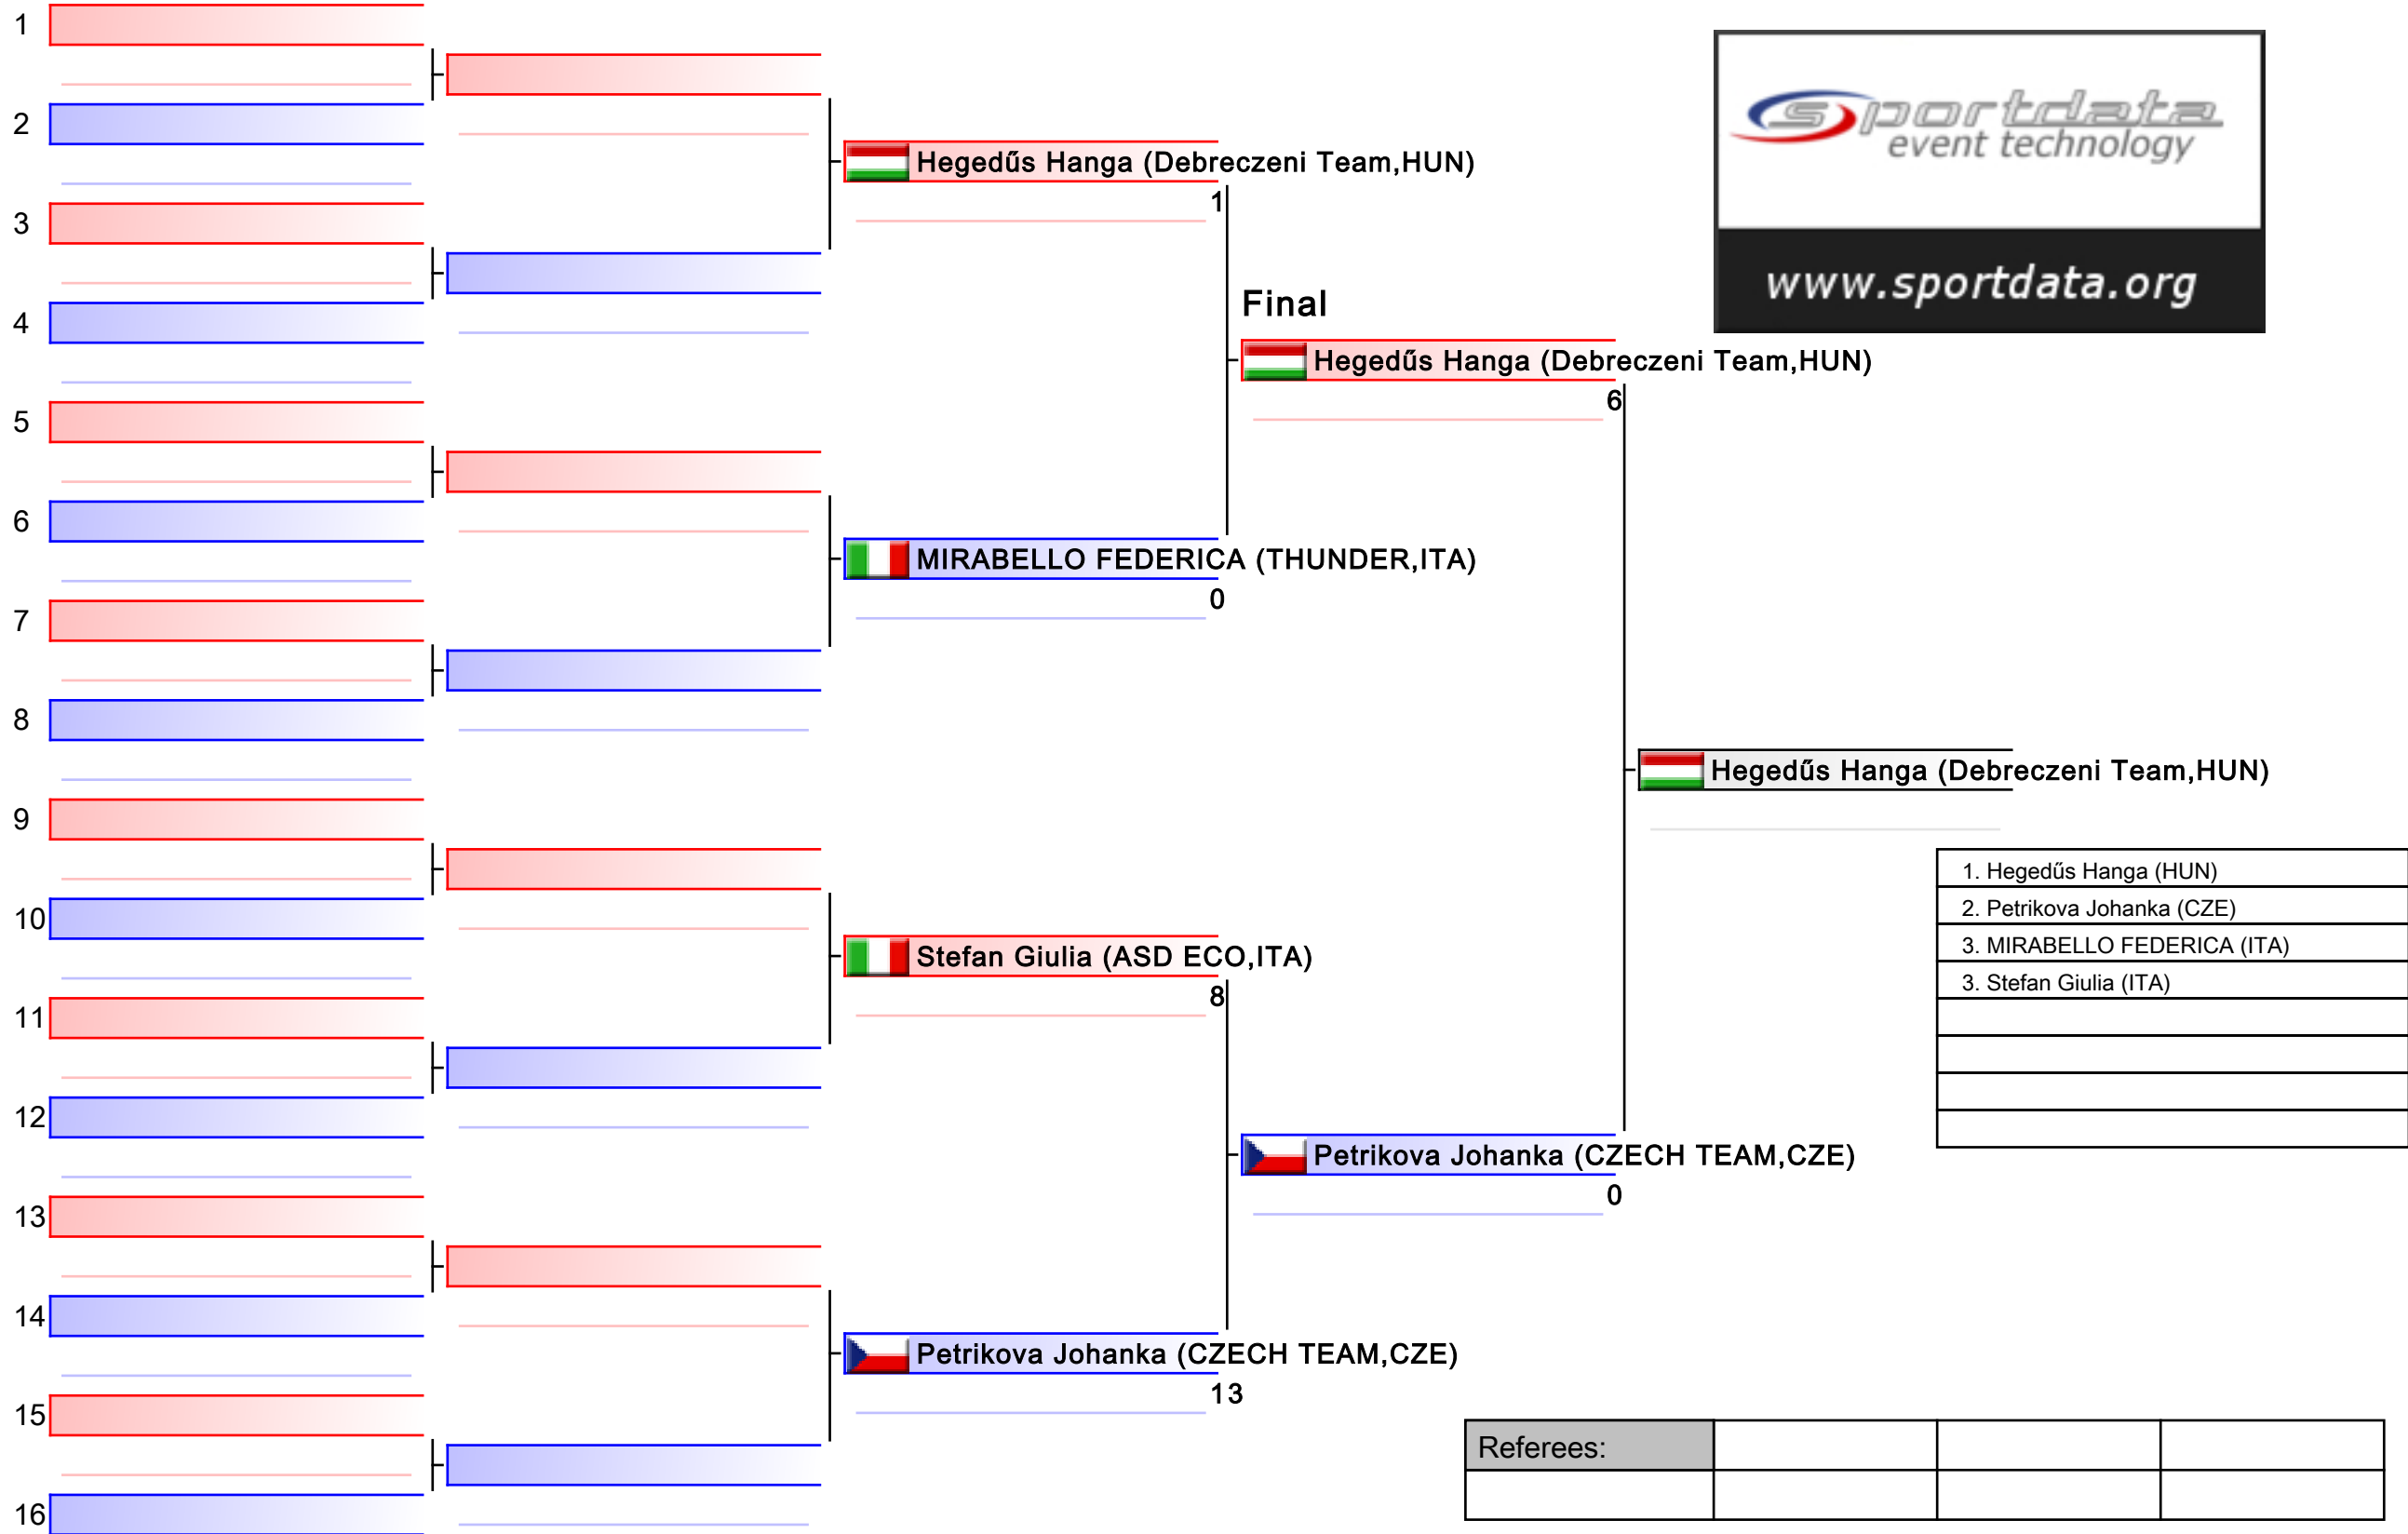 1
2
3
4
5
6
7
8
9
10
11
12
13
14
15
16
Hegedűs Hanga (Debreczeni Team,HUN)
1
MIRABELLO FEDERICA (THUNDER,ITA)
0
Stefan Giulia (ASD ECO,ITA)
8
Petrikova Johanka (CZECH TEAM,CZE)
13
Final
Hegedűs Hanga (Debreczeni Team,HUN)
6
Petrikova Johanka (CZECH TEAM,CZE)
0
Hegedűs Hanga (Debreczeni Team,HUN)
sportdata
event technology
www.sportdata.org
1. Hegedűs Hanga (HUN)
2. Petrikova Johanka (CZE)
3. MIRABELLO FEDERICA (ITA)
3. Stefan Giulia (ITA)
Referees: